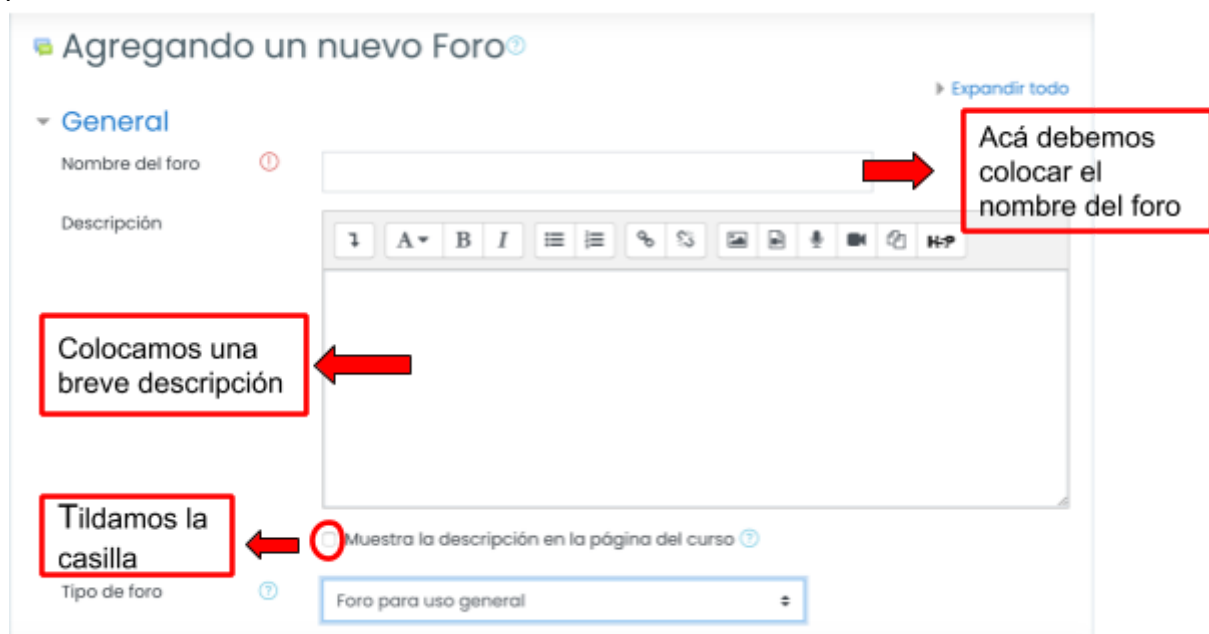 Agregando un nuevo Foro
Expandir todo
General
Nombre del foro
Acá debemos
colocar el
nombre del foro
Descripción
A B I H-P
Colocamos una
breve descripción
Tildamos la
casilla
Muestra la descripción en la página del curso
Tipo de foro
Foro para uso general